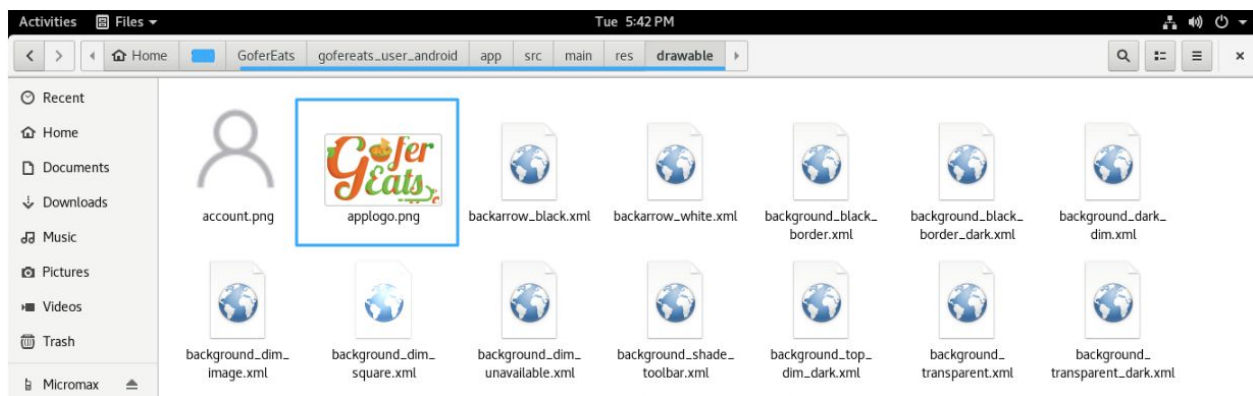 Activities Files Tue 5:42 PM
Home GoferEats gofereats_user_android app src main res drawable
Recent
Home
Documents
Downloads
Music
Pictures
Videos
Trash
Micromax
Gofer
Eats
account.png applogo.png backarrow_black.xml backarrow_white.xml background_black_ background_black_ background_dark_
border.xml border_dark.xml dim.xml
background_dim_ background_dim_ background_dim_ background_shade_ background_top_ background_ background_
image.xml square.xml unavailable.xml toolbar.xml dim_dark.xml transparent.xml transparent_dark.xml